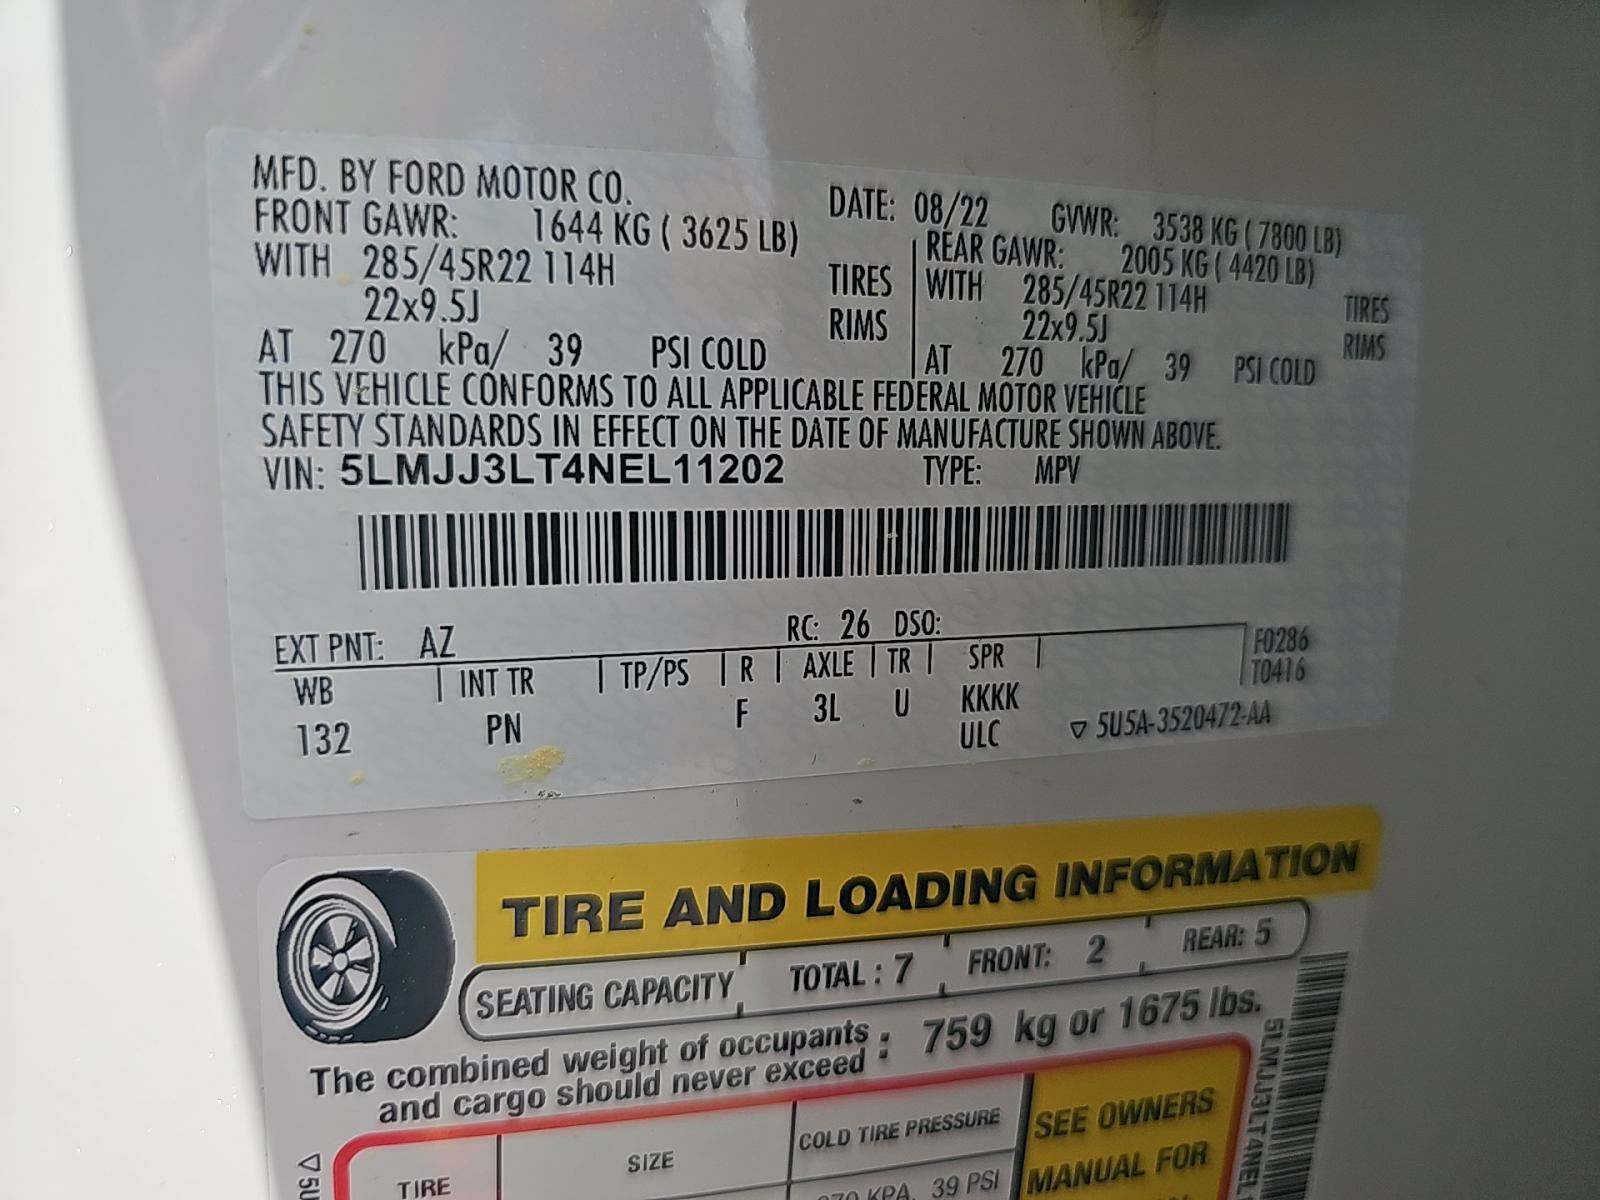 MFD. BY FORD MOTOR CO.
DATE: 08/22 GVWR: 3538 KG ( 7800 LB)
FRONT GAWR: 1644 KG ( 3625 LB)
WITH 285/45R22 114H TIRES
22x9.5J RIMS
AT 270 kPa/ 39 PSI COLD
REAR GAWR: 2005 KG ( 4420 LB)
WITH 285/45R22 114H TIRES
22x9.5J RIMS
AT 270 kPa/ 39 PSI COLD
THIS VEHICLE CONFORMS TO ALL APPLICABLE FEDERAL MOTOR VEHICLE
SAFETY STANDARDS IN EFFECT ON THE DATE OF MANUFACTURE SHOWN ABOVE.
VIN: 5LMJJ3LT4NEL11202 TYPE: MPV
EXT PNT: AZ RC: 26 DSO:
WB INT TR TP/PS R AXLE TR SPR
132 PN F 3L U KKKK
ULC
F0286
T0416
▽ 5U5A-3520472-AA
TIRE AND LOADING INFORMATION
SEATING CAPACITY TOTAL : 7 FRONT: 2 REAR: 5
The combined weight of occupants
and cargo should never exceed : 759 kg or 1675 lbs.
TIRE SIZE COLD TIRE PRESSURE
KPA, 39 PSI
SEE OWNERS
MANUAL FOR
5LMJJ3LT4NEL
▽5U